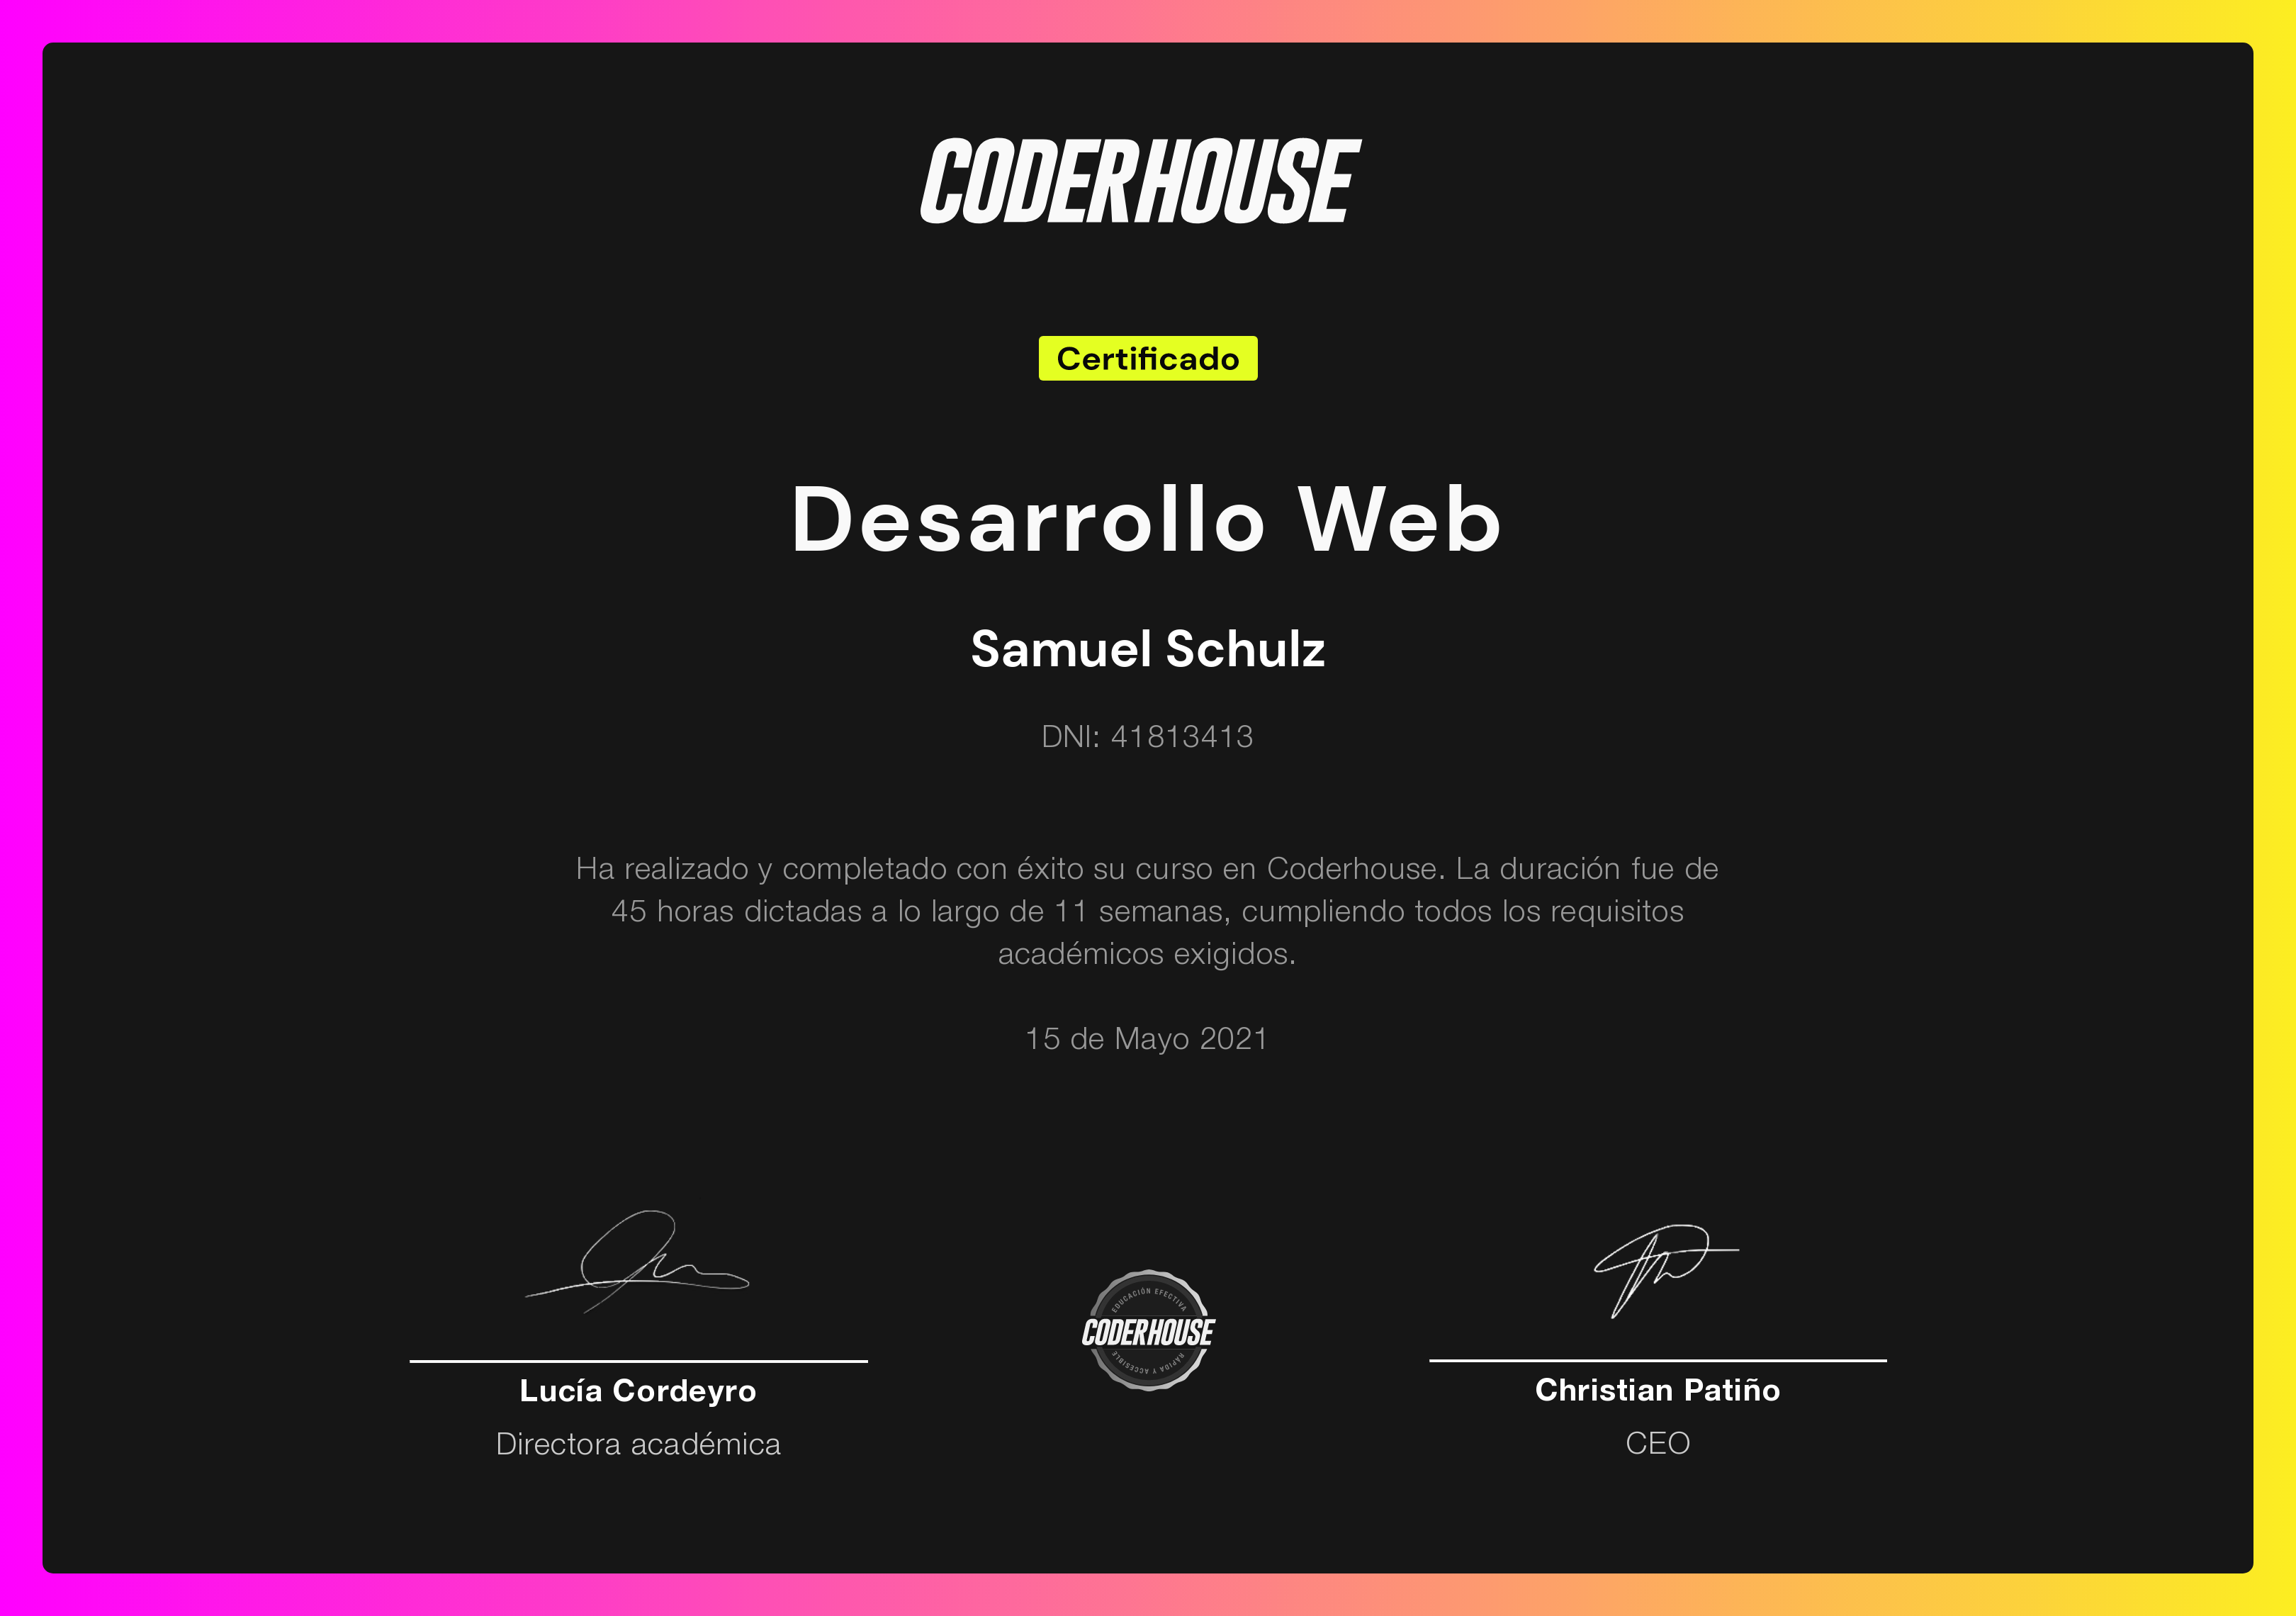 CODERHOUSE
Certificado
Desarrollo Web
Samuel Schulz
DNI: 41813413
Ha realizado y completado con éxito su curso en Coderhouse. La duración fue de
45 horas dictadas a lo largo de 11 semanas, cumpliendo todos los requisitos
académicos exigidos.
15 de Mayo 2021
EDUCACIÓN EFECTIVA
CODERHOUSE
RÁPIDA Y ACCESIBLE
Lucía Cordeyro
Directora académica
Christian Patiño
CEO